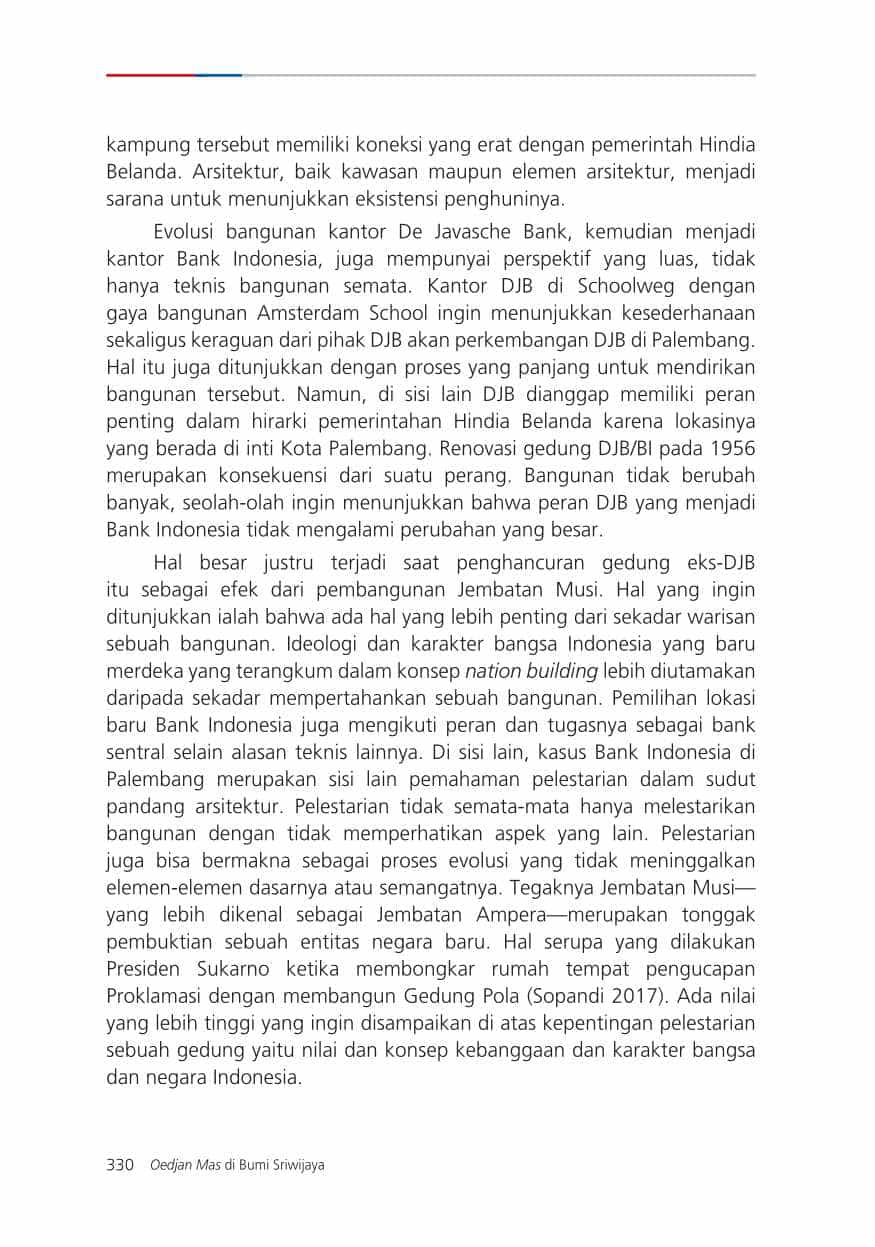 kampung tersebut memiliki koneksi yang erat dengan pemerintah Hindia
Belanda. Arsitektur, baik kawasan maupun elemen arsitektur, menjadi
sarana untuk menunjukkan eksistensi penghuninya.
Evolusi bangunan kantor De Javasche Bank, kemudian menjadi
kantor Bank Indonesia, juga mempunyai perspektif yang luas, tidak
hanya teknis bangunan semata. Kantor DJB di Schoolweg dengan
gaya bangunan Amsterdam School ingin menunjukkan kesederhanaan
sekaligus keraguan dari pihak DJB akan perkembangan DJB di Palembang.
Hal itu juga ditunjukkan dengan proses yang panjang untuk mendirikan
bangunan tersebut. Namun, di sisi lain DJB dianggap memiliki peran
penting dalam hirarki pemerintahan Hindia Belanda karena lokasinya
yang berada di inti Kota Palembang. Renovasi gedung DJB/BI pada 1956
merupakan konsekuensi dari suatu perang. Bangunan tidak berubah
banyak, seolah-olah ingin menunjukkan bahwa peran DJB yang menjadi
Bank Indonesia tidak mengalami perubahan yang besar.
Hal besar justru terjadi saat penghancuran gedung eks-DJB
itu sebagai efek dari pembangunan Jembatan Musi. Hal yang ingin
ditunjukkan ialah bahwa ada hal yang lebih penting dari sekadar warisan
sebuah bangunan. Ideologi dan karakter bangsa Indonesia yang baru
merdeka yang terangkum dalam konsep nation building lebih diutamakan
daripada sekadar mempertahankan sebuah bangunan. Pemilihan lokasi
baru Bank Indonesia juga mengikuti peran dan tugasnya sebagai bank
sentral selain alasan teknis lainnya. Di sisi lain, kasus Bank Indonesia di
Palembang merupakan sisi lain pemahaman pelestarian dalam sudut
pandang arsitektur. Pelestarian tidak semata-mata hanya melestarikan
bangunan dengan tidak memperhatikan aspek yang lain. Pelestarian
juga bisa bermakna sebagai proses evolusi yang tidak meninggalkan
elemen-elemen dasarnya atau semangatnya. Tegaknya Jembatan Musi—
yang lebih dikenal sebagai Jembatan Ampera—merupakan tonggak
pembuktian sebuah entitas negara baru. Hal serupa yang dilakukan
Presiden Sukarno ketika membongkar rumah tempat pengucapan
Proklamasi dengan membangun Gedung Pola (Sopandi 2017). Ada nilai
yang lebih tinggi yang ingin disampaikan di atas kepentingan pelestarian
sebuah gedung yaitu nilai dan konsep kebanggaan dan karakter bangsa
dan negara Indonesia.
330 Oedjan Mas di Bumi Sriwijaya